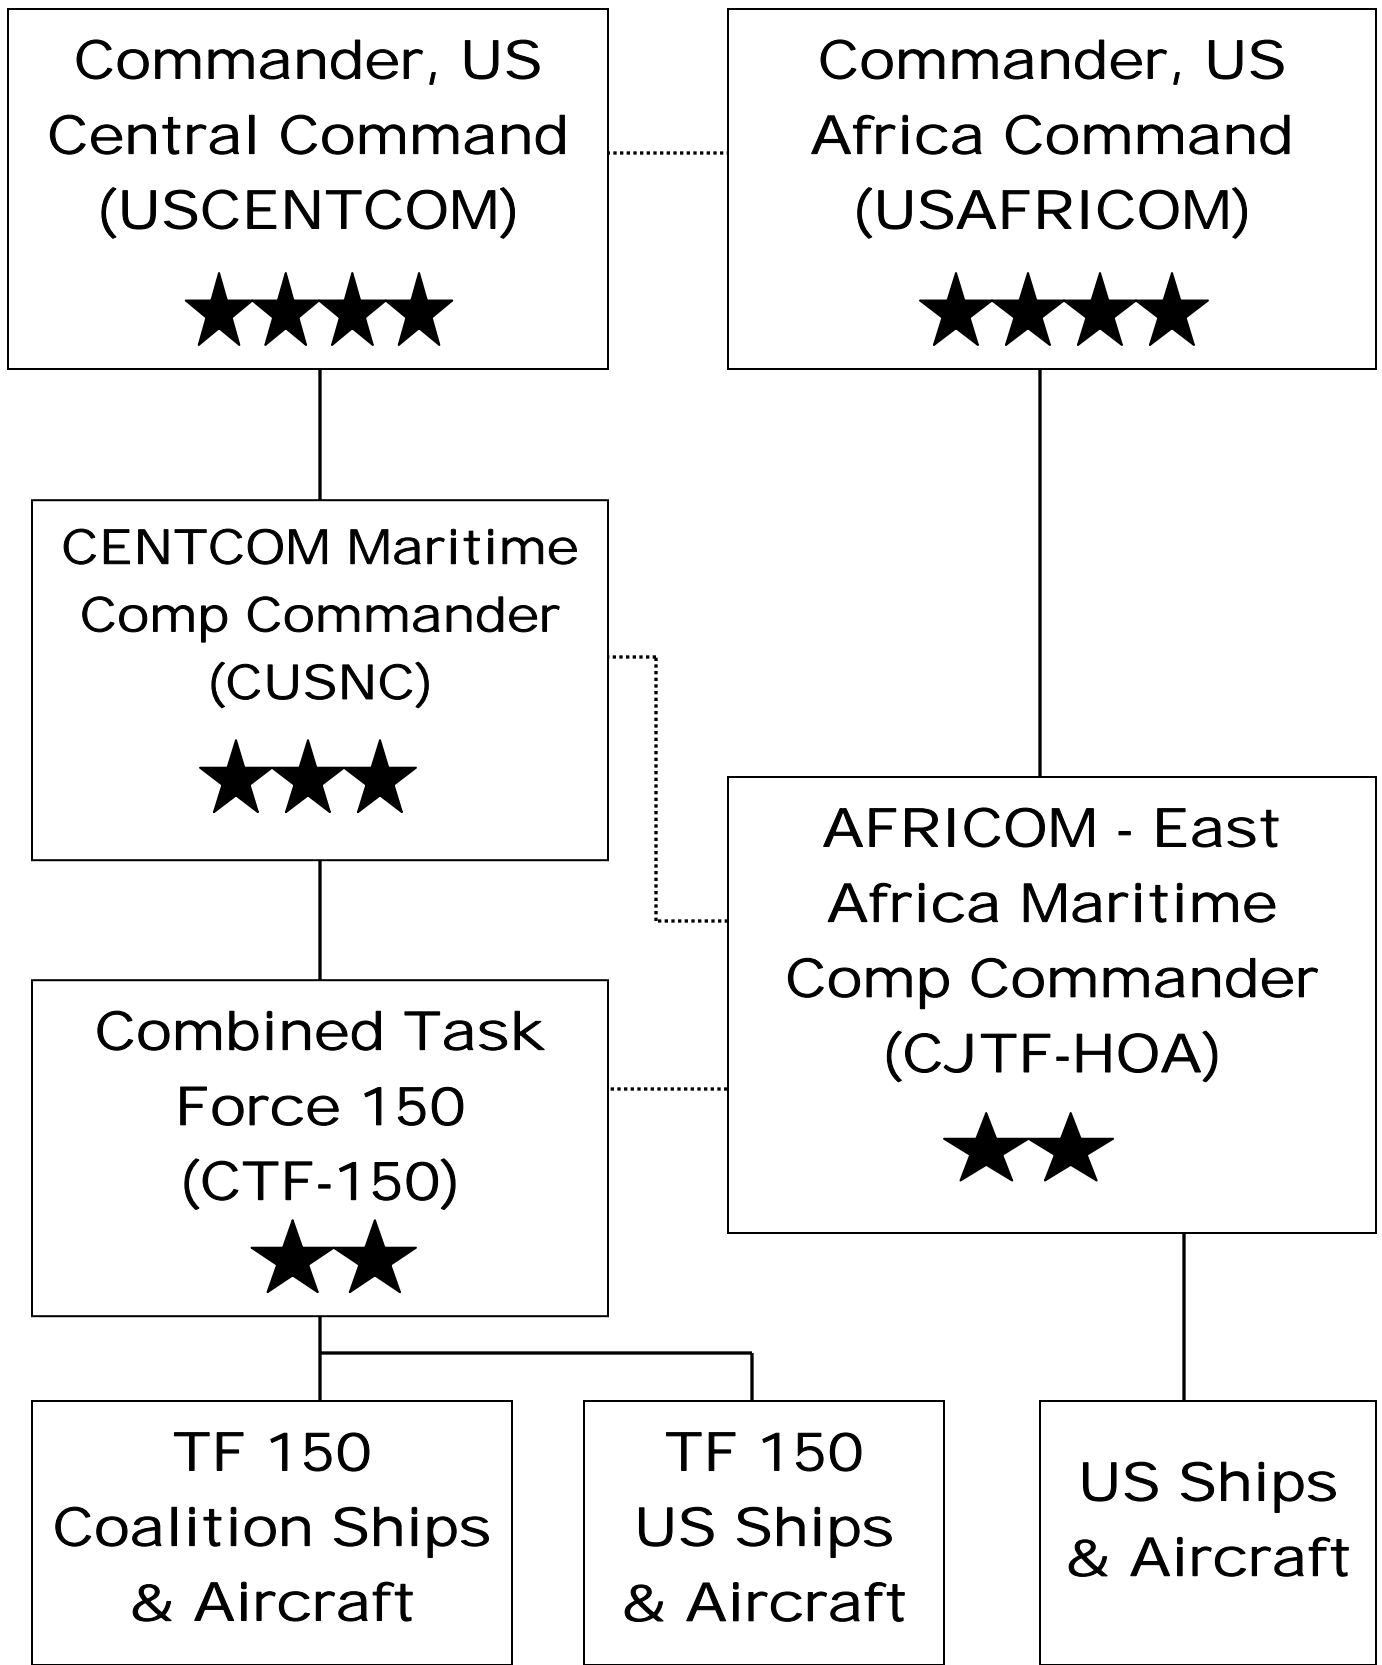 Commander, US
Central Command
(USCENTCOM)
Commander, US
Africa Command
(USAFRICOM)
CENTCOM Maritime
Comp Commander
(CUSNC)
AFRICOM - East
Africa Maritime
Comp Commander
(CJTF-HOA)
Combined Task
Force 150
(CTF-150)
TF 150
Coalition Ships
& Aircraft
TF 150
US Ships
& Aircraft
US Ships
& Aircraft